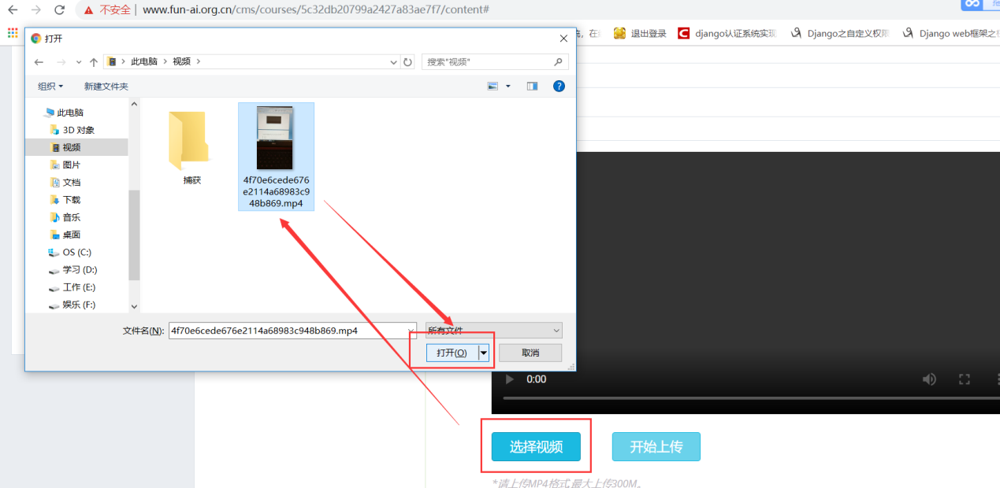 不安全 | www.fun-ai.org.cn/cms/courses/5c32db20799a2427a83ae7f7/content#
退出登录
django认证系统实现
Django之自定义权限
Django web框架之
打开
此电脑 > 视频 >
搜索"视频"
组织
新建文件夹
此电脑
3D 对象
视频
图片
文档
下载
音乐
桌面
OS (C:)
学习 (D:)
工作 (E:)
娱乐 (F:)
捕获
4f70e6cede676
e2114a68983c9
48b869.mp4
文件名(N):
4f70e6cede676e2114a68983c948b869.mp4
所有文件
打开(O)
取消
0:00
选择视频
开始上传
*请上传MP4格式,最大上传300M。